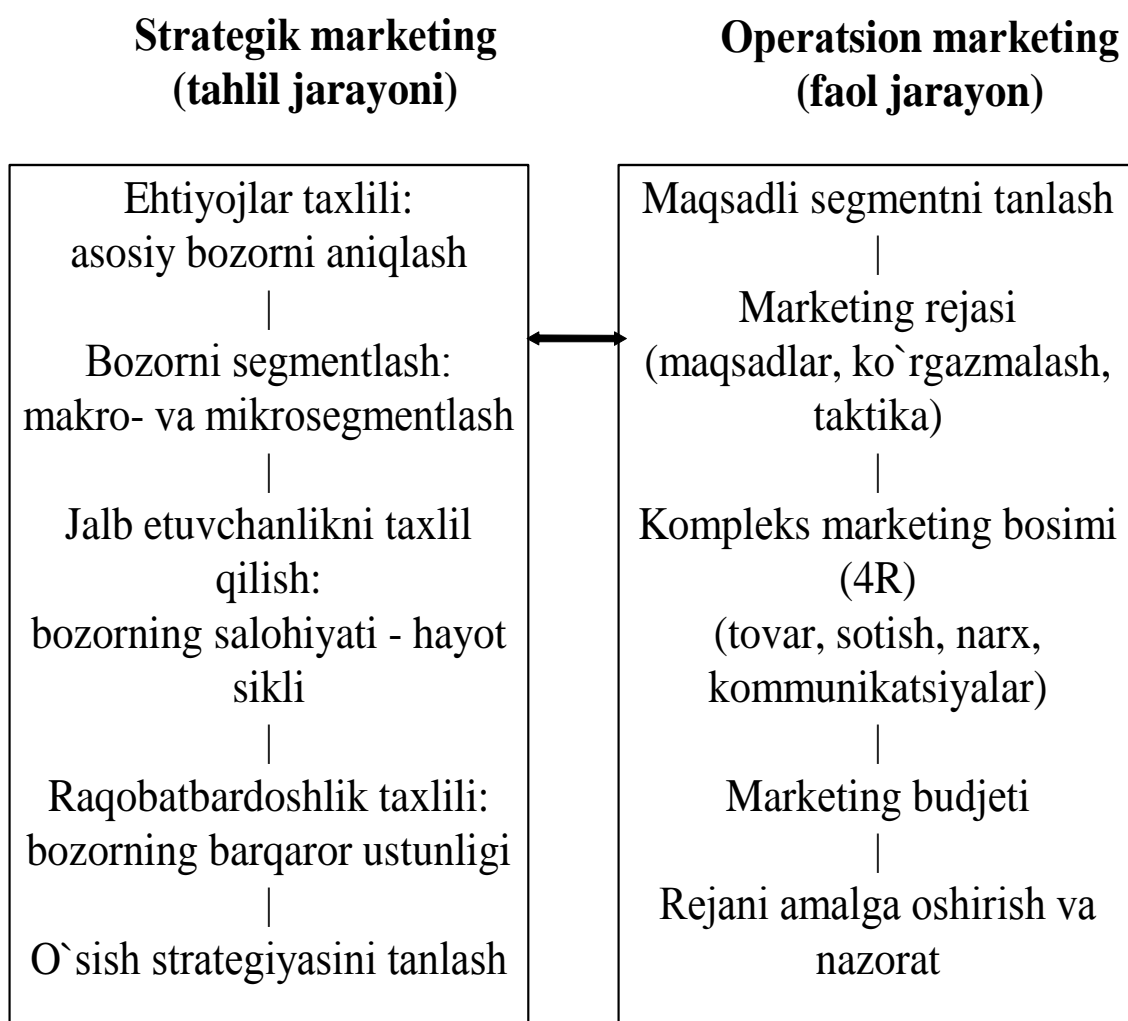 Strategik marketing
(tahlil jarayoni)
Ehtiyojlar taxlili:
asosiy bozorni aniqlash
Bozorni segmentlash:
makro- va mikrosegmentlash
Jalb etuvchanlikni taxlil
qilish:
bozorning salohiyati - hayot
sikli
Raqobatbardoshlik taxlili:
bozorning barqaror ustunligi
O`sish strategiyasini tanlash
Operatsion marketing
(faol jarayon)
Maqsadli segmentni tanlash
Marketing rejasi
(maqsadlar, ko`rgazmalash,
taktika)
Kompleks marketing bosimi
(4R)
(tovar, sotish, narx,
kommunikatsiyalar)
Marketing budjeti
Rejani amalga oshirish va
nazorat